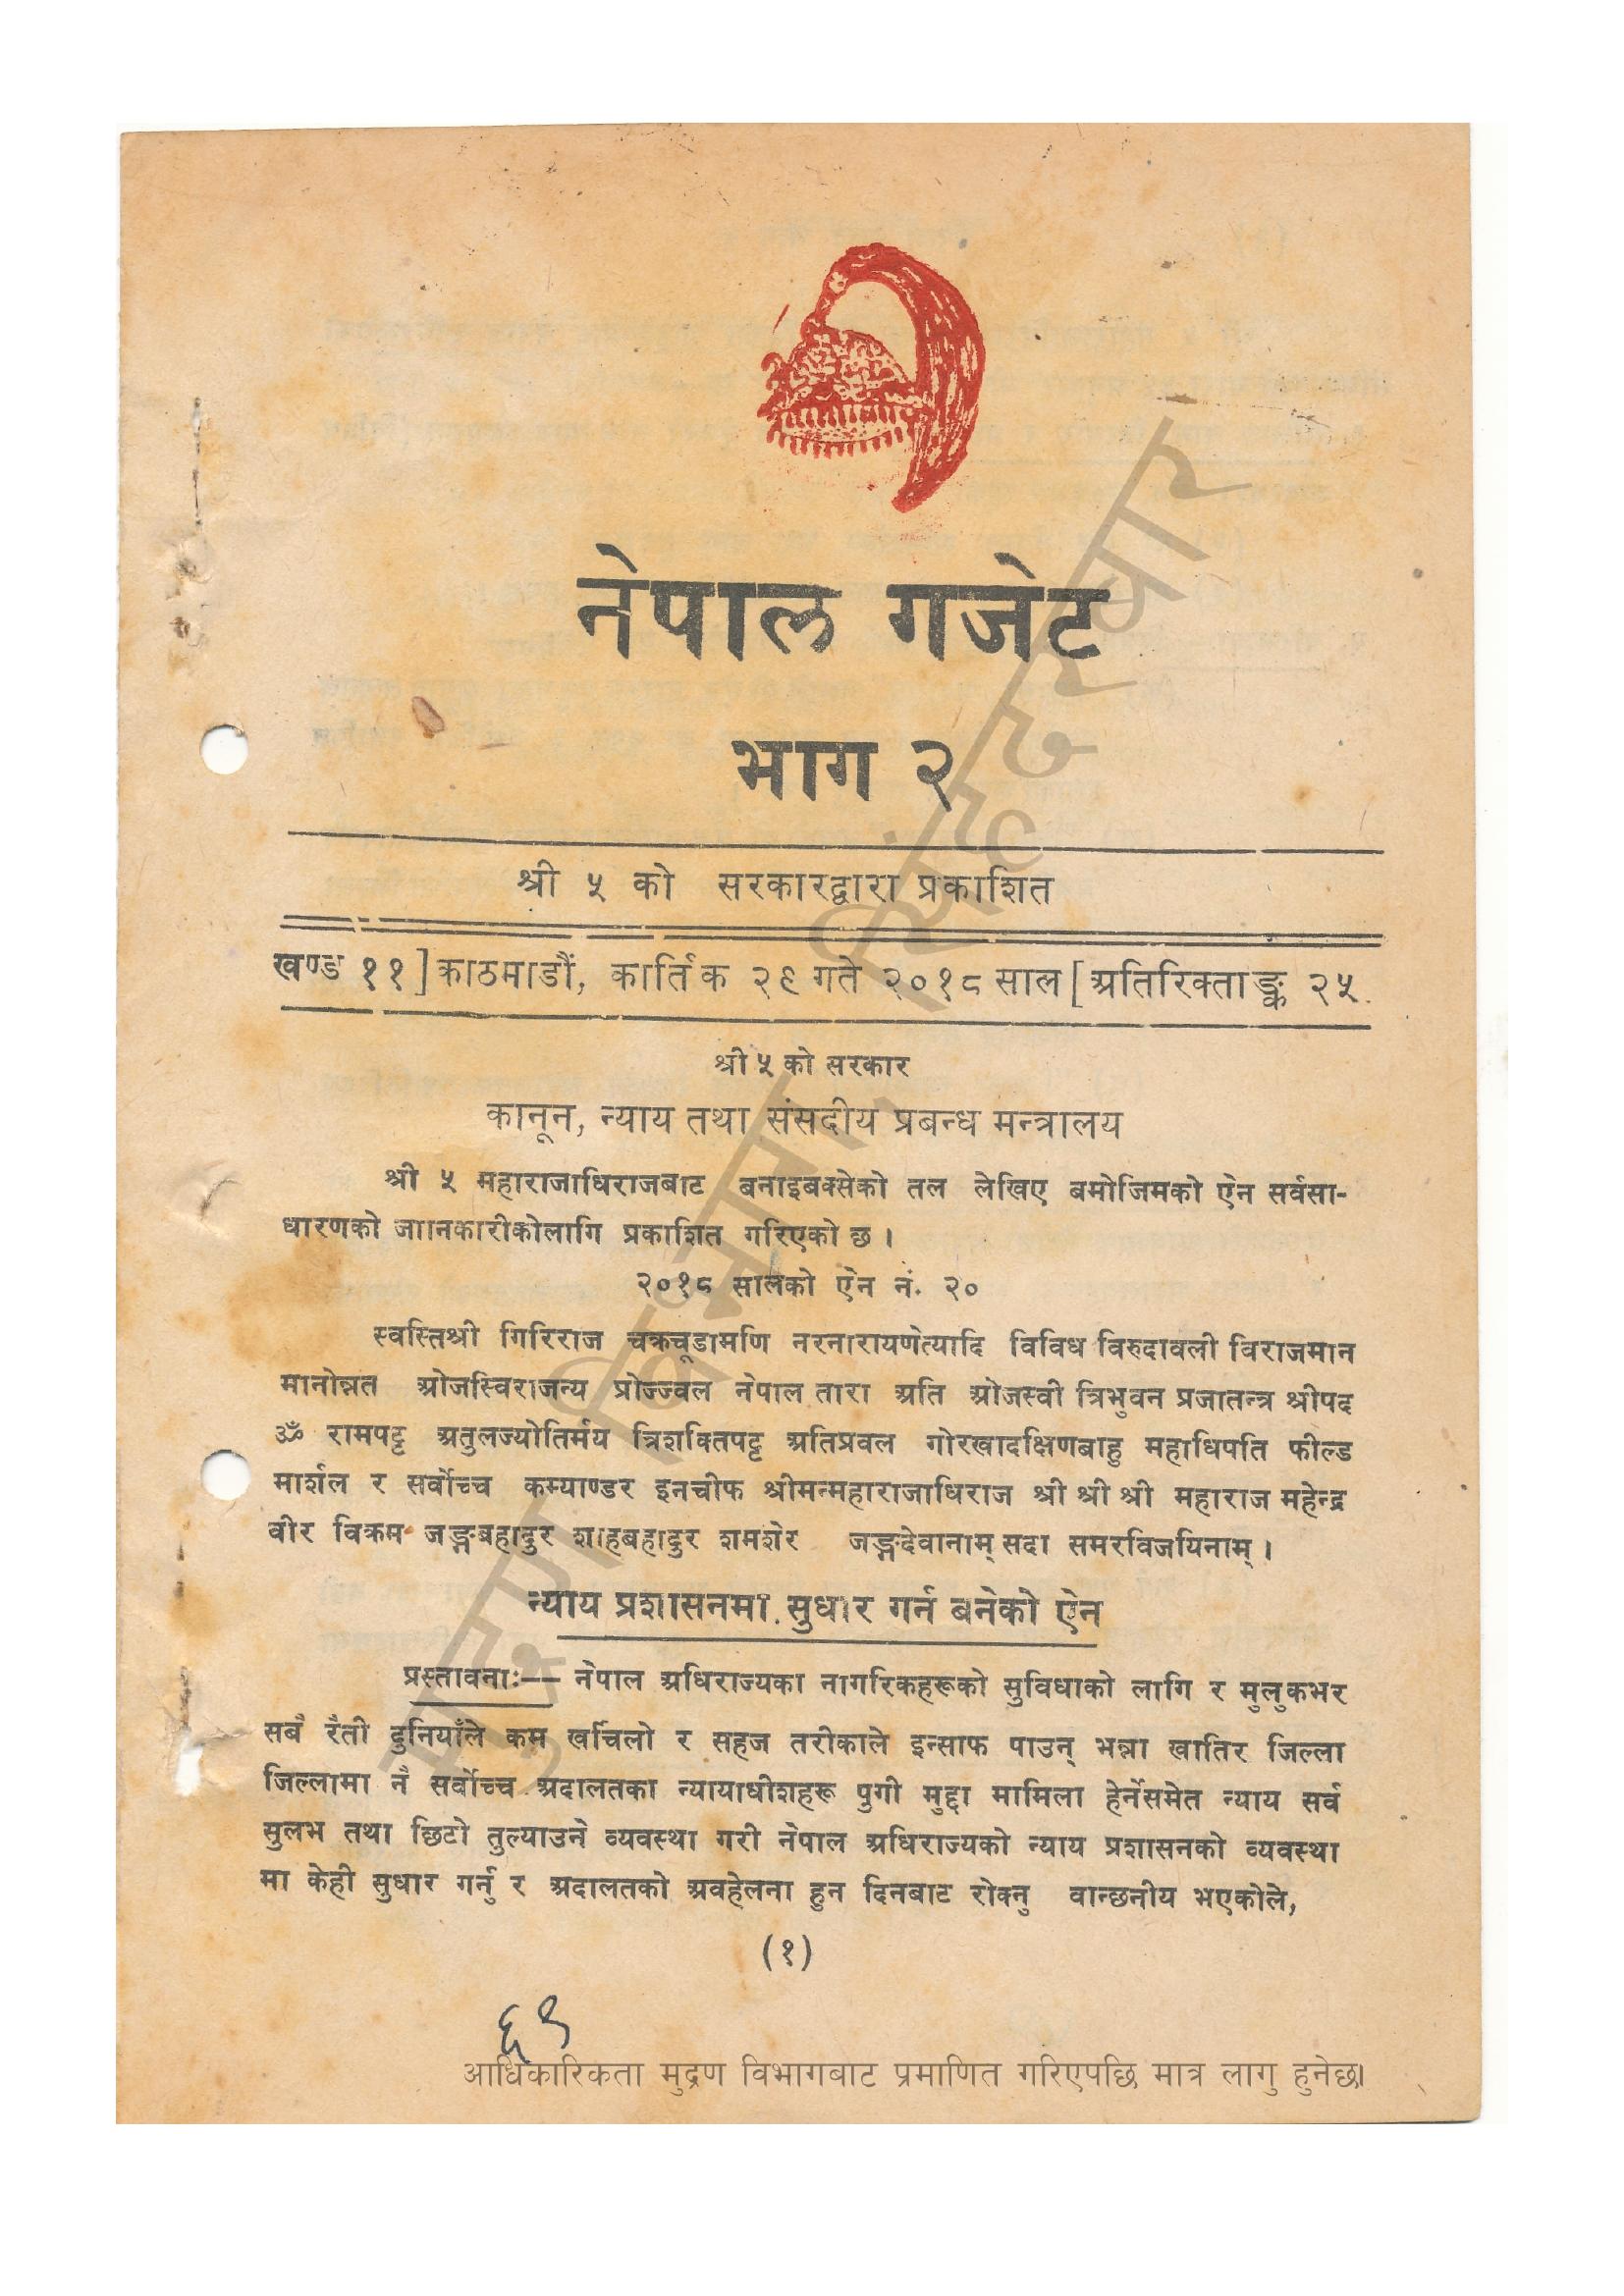 नेपाल गजेट
भाग २
श्री ५ को सरकारद्वारा प्रकाशित
खण्ड ११] काठमाडौं, कार्तिक २९ गते २०१८ साल [अतिरिक्ताङ्क २५
श्री ५ को सरकार
कानून, न्याय तथा संसदीय प्रबन्ध मन्त्रालय
श्री ५ महाराजाधिराजबाट बनाइबक्सेको तल लेखिए बमोजिमको ऐन सर्वसा-
धारणको जाानकारीकोलागि प्रकाशित गरिएको छ ।
२०१८ सालको ऐन नं. २०
स्वस्तिश्री गिरिराज चक्रचूडामणि नरनारायणेत्यादि विविध विरुदावली विराजमान
मानोन्नत ओजस्विराजन्य प्रोज्ज्वल नेपाल तारा अति ओजस्वी त्रिभुवन प्रजातन्त्र श्रीपद
ॐ रामपट्ट अतुलज्योतिर्मय त्रिशक्तिपट्ट अतिप्रवल गोरखादक्षिणबाहु महाधिपति फील्ड
मार्शल र सर्वोच्च कम्याण्डर इनचीफ श्रीमन्महाराजाधिराज श्री श्री श्री महाराज महेन्द्र
वीर विक्रम जङ्गबहादुर शाहबहादुर शमशेर जङ्गदेवानाम् सदा समरविजयिनाम् ।
न्याय प्रशासनमा सुधार गर्न बनेको ऐन
प्रस्तावनाः— नेपाल अधिराज्यका नागरिकहरूको सुविधाको लागि र मुलुकभर
सबै रैती दुनियाँले कम खर्चिलो र सहज तरीकाले इन्साफ पाउन् भन्ना खातिर जिल्ला
जिल्लामा नै सर्वोच्च अदालतका न्यायाधीशहरू पुगी मुद्दा मामिला हेर्नेसमेत न्याय सर्व
सुलभ तथा छिटो तुल्याउने व्यवस्था गरी नेपाल अधिराज्यको न्याय प्रशासनको व्यवस्था
मा केही सुधार गर्नु र अदालतको अवहेलना हुन दिनबाट रोक्नु वान्छनीय भएकोले,
(१)
६९
आधिकारिकता मुद्रण विभागबाट प्रमाणित गरिएपछि मात्र लागु हुनेछ।
मुद्रण विभाग, सिंहदरबार